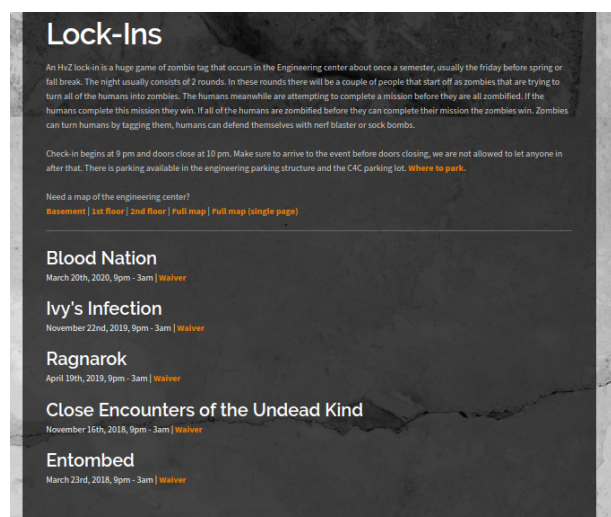 Lock-Ins
An HvZ lock-in is a huge game of zombie tag that occurs in the Engineering center about once a semester, usually the friday before spring or
fall break. The night usually consists of 2 rounds. In these rounds there will be a couple of people that start off as zombies that are trying to
turn all of the humans into zombies. The humans meanwhile are attempting to complete a mission before they are all zombified. If the
humans complete this mission they win. If all of the humans are zombified before they can complete their mission the zombies win. Zombies
can turn humans by tagging them, humans can defend themselves with nerf blaster or sock bombs.
Check-in begins at 9 pm and doors close at 10 pm. Make sure to arrive to the event before doors closing, we are not allowed to let anyone in
after that. There is parking available in the engineering parking structure and the C4C parking lot. Where to park.
Need a map of the engineering center?
Basement | 1st floor | 2nd floor | Full map | Full map (single page)
Blood Nation
March 20th, 2020, 9pm - 3am | Waiver
Ivy's Infection
November 22nd, 2019, 9pm - 3am | Waiver
Ragnarok
April 19th, 2019, 9pm - 3am | Waiver
Close Encounters of the Undead Kind
November 16th, 2018, 9pm - 3am | Waiver
Entombed
March 23rd, 2018, 9pm - 3am | Waiver